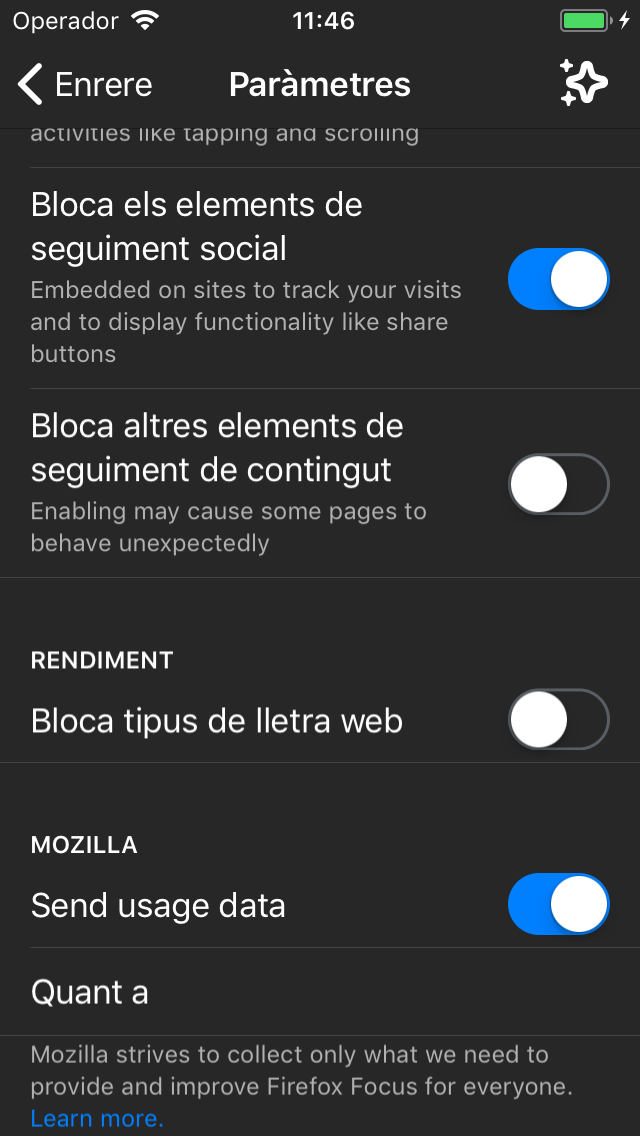 Operador
11:46
Enrere
Paràmetres
activities like tapping and scrolling
Bloca els elements de
seguiment social
Embedded on sites to track your visits
and to display functionality like share
buttons
Bloca altres elements de
seguiment de contingut
Enabling may cause some pages to
behave unexpectedly
RENDIMENT
Bloca tipus de lletra web
MOZILLA
Send usage data
Quant a
Mozilla strives to collect only what we need to
provide and improve Firefox Focus for everyone.
Learn more.